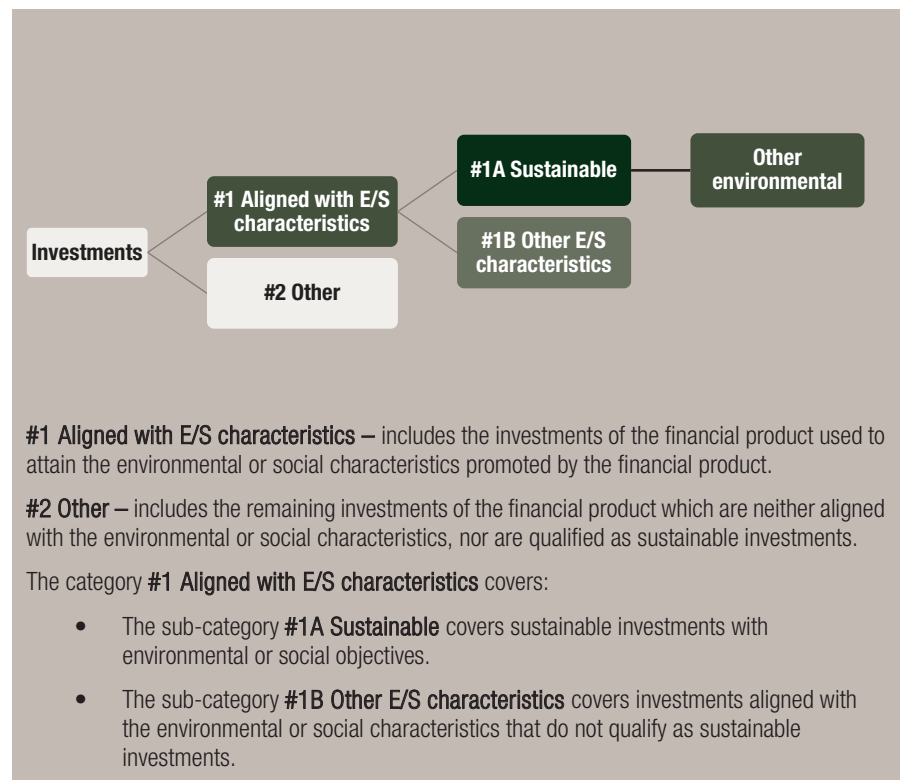 #1A Sustainable
Other
environmental
#1 Aligned with E/S
characteristics
#1B Other E/S
characteristics
Investments
#2 Other
#1 Aligned with E/S characteristics – includes the investments of the financial product used to
attain the environmental or social characteristics promoted by the financial product.
#2 Other – includes the remaining investments of the financial product which are neither aligned
with the environmental or social characteristics, nor are qualified as sustainable investments.
The category #1 Aligned with E/S characteristics covers:
• The sub-category #1A Sustainable covers sustainable investments with
environmental or social objectives.
• The sub-category #1B Other E/S characteristics covers investments aligned with
the environmental or social characteristics that do not qualify as sustainable
investments.